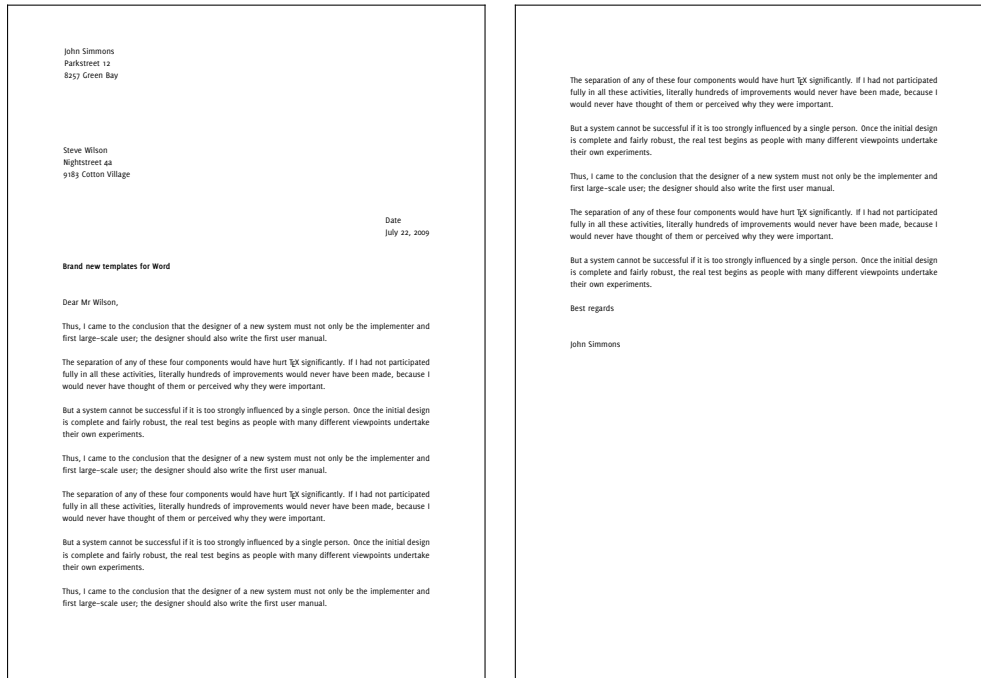 John Simmons
Parkstreet 12
8257 Green Bay
Steve Wilson
Nightstreet 4a
9183 Cotton Village
Date
July 22, 2009
Brand new templates for Word
Dear Mr Wilson,
Thus, I came to the conclusion that the designer of a new system must not only be the implementer and
first large-scale user; the designer should also write the first user manual.
The separation of any of these four components would have hurt TEX significantly. If I had not participated
fully in all these activities, literally hundreds of improvements would never have been made, because I
would never have thought of them or perceived why they were important.
But a system cannot be successful if it is too strongly influenced by a single person. Once the initial design
is complete and fairly robust, the real test begins as people with many different viewpoints undertake
their own experiments.
Thus, I came to the conclusion that the designer of a new system must not only be the implementer and
first large-scale user; the designer should also write the first user manual.
The separation of any of these four components would have hurt TEX significantly. If I had not participated
fully in all these activities, literally hundreds of improvements would never have been made, because I
would never have thought of them or perceived why they were important.
But a system cannot be successful if it is too strongly influenced by a single person. Once the initial design
is complete and fairly robust, the real test begins as people with many different viewpoints undertake
their own experiments.
Thus, I came to the conclusion that the designer of a new system must not only be the implementer and
first large-scale user; the designer should also write the first user manual.
The separation of any of these four components would have hurt TEX significantly. If I had not participated
fully in all these activities, literally hundreds of improvements would never have been made, because I
would never have thought of them or perceived why they were important.
But a system cannot be successful if it is too strongly influenced by a single person. Once the initial design
is complete and fairly robust, the real test begins as people with many different viewpoints undertake
their own experiments.
Thus, I came to the conclusion that the designer of a new system must not only be the implementer and
first large-scale user; the designer should also write the first user manual.
The separation of any of these four components would have hurt TEX significantly. If I had not participated
fully in all these activities, literally hundreds of improvements would never have been made, because I
would never have thought of them or perceived why they were important.
But a system cannot be successful if it is too strongly influenced by a single person. Once the initial design
is complete and fairly robust, the real test begins as people with many different viewpoints undertake
their own experiments.
Best regards
John Simmons